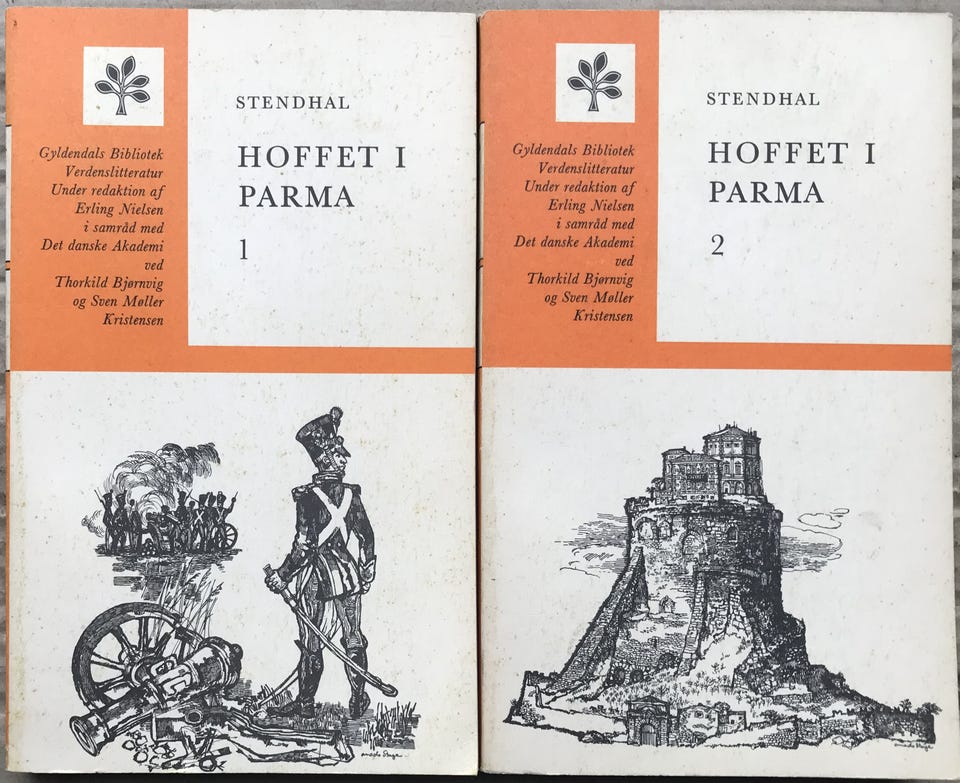 Gyldendals Bibliotek
Verdenslitteratur
Under redaktion af
Erling Nielsen
i samråd med
Det danske Akademi
ved
Thorkild Bjørnvig
og Sven Møller
Kristensen
STENDHAL
HOFFET I
PARMA
1
Gyldendals Bibliotek
Verdenslitteratur
Under redaktion af
Erling Nielsen
i samråd med
Det danske Akademi
ved
Thorkild Bjørnvig
og Sven Møller
Kristensen
STENDHAL
HOFFET I
PARMA
2